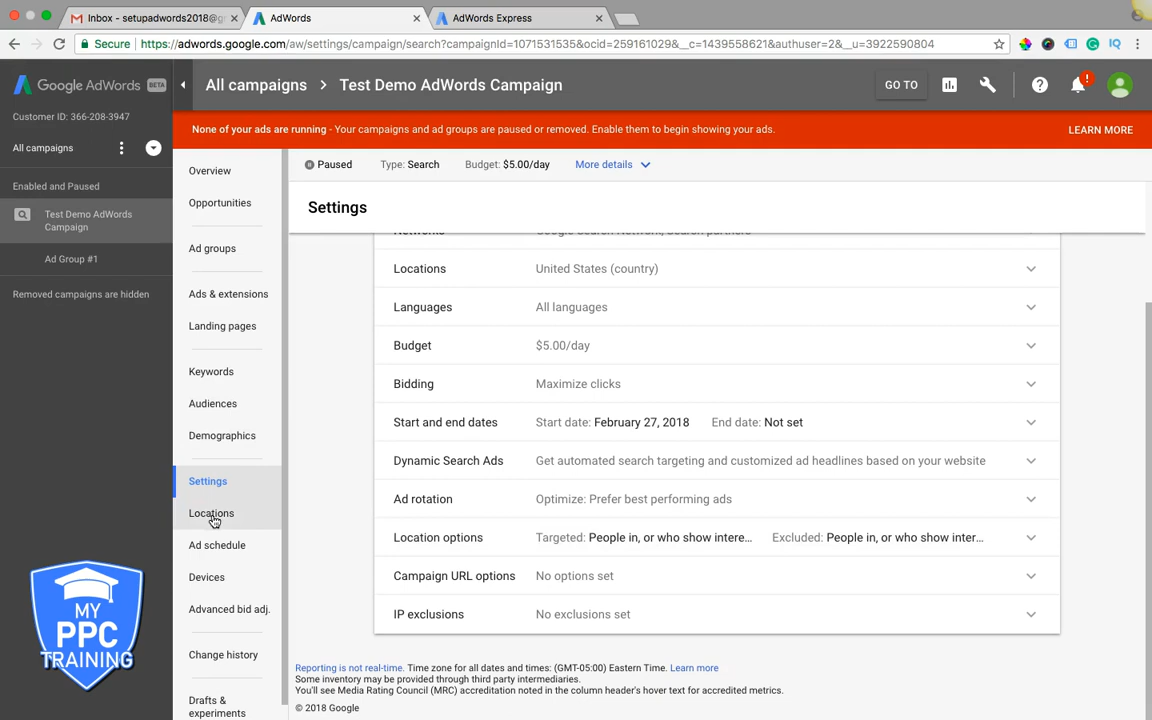 Inbox - setupadwords2018@g
AdWords
AdWords Express
Secure
https://adwords.google.com/aw/settings/campaign/search?campaignId=1071531535&ocid=259161029&__c=1439558621&authuser=2&__u=3922590804
IQ
Google AdWords BETA
All campaigns > Test Demo AdWords Campaign
GO TO
!
Customer ID: 366-208-3947
None of your ads are running - Your campaigns and ad groups are paused or removed. Enable them to begin showing your ads.
LEARN MORE
All campaigns
Enabled and Paused
Test Demo AdWords
Campaign
Ad Group #1
Removed campaigns are hidden
Overview
Opportunities
Ad groups
Ads & extensions
Landing pages
Keywords
Audiences
Demographics
Settings
Locations
Ad schedule
Devices
Advanced bid adj.
Change history
Drafts &
experiments
Paused Type: Search Budget: $5.00/day More details
Settings
Networks Google Search Network, Search partners
Locations United States (country)
Languages All languages
Budget $5.00/day
Bidding Maximize clicks
Start and end dates Start date: February 27, 2018 End date: Not set
Dynamic Search Ads Get automated search targeting and customized ad headlines based on your website
Ad rotation Optimize: Prefer best performing ads
Location options Targeted: People in, or who show intere... Excluded: People in, or who show inter...
Campaign URL options No options set
IP exclusions No exclusions set
Reporting is not real-time. Time zone for all dates and times: (GMT-05:00) Eastern Time. Learn more
Some inventory may be provided through third party intermediaries.
You'll see Media Rating Council (MRC) accreditation noted in the column header's hover text for accredited metrics.
© 2018 Google
MY
PPC
TRAINING